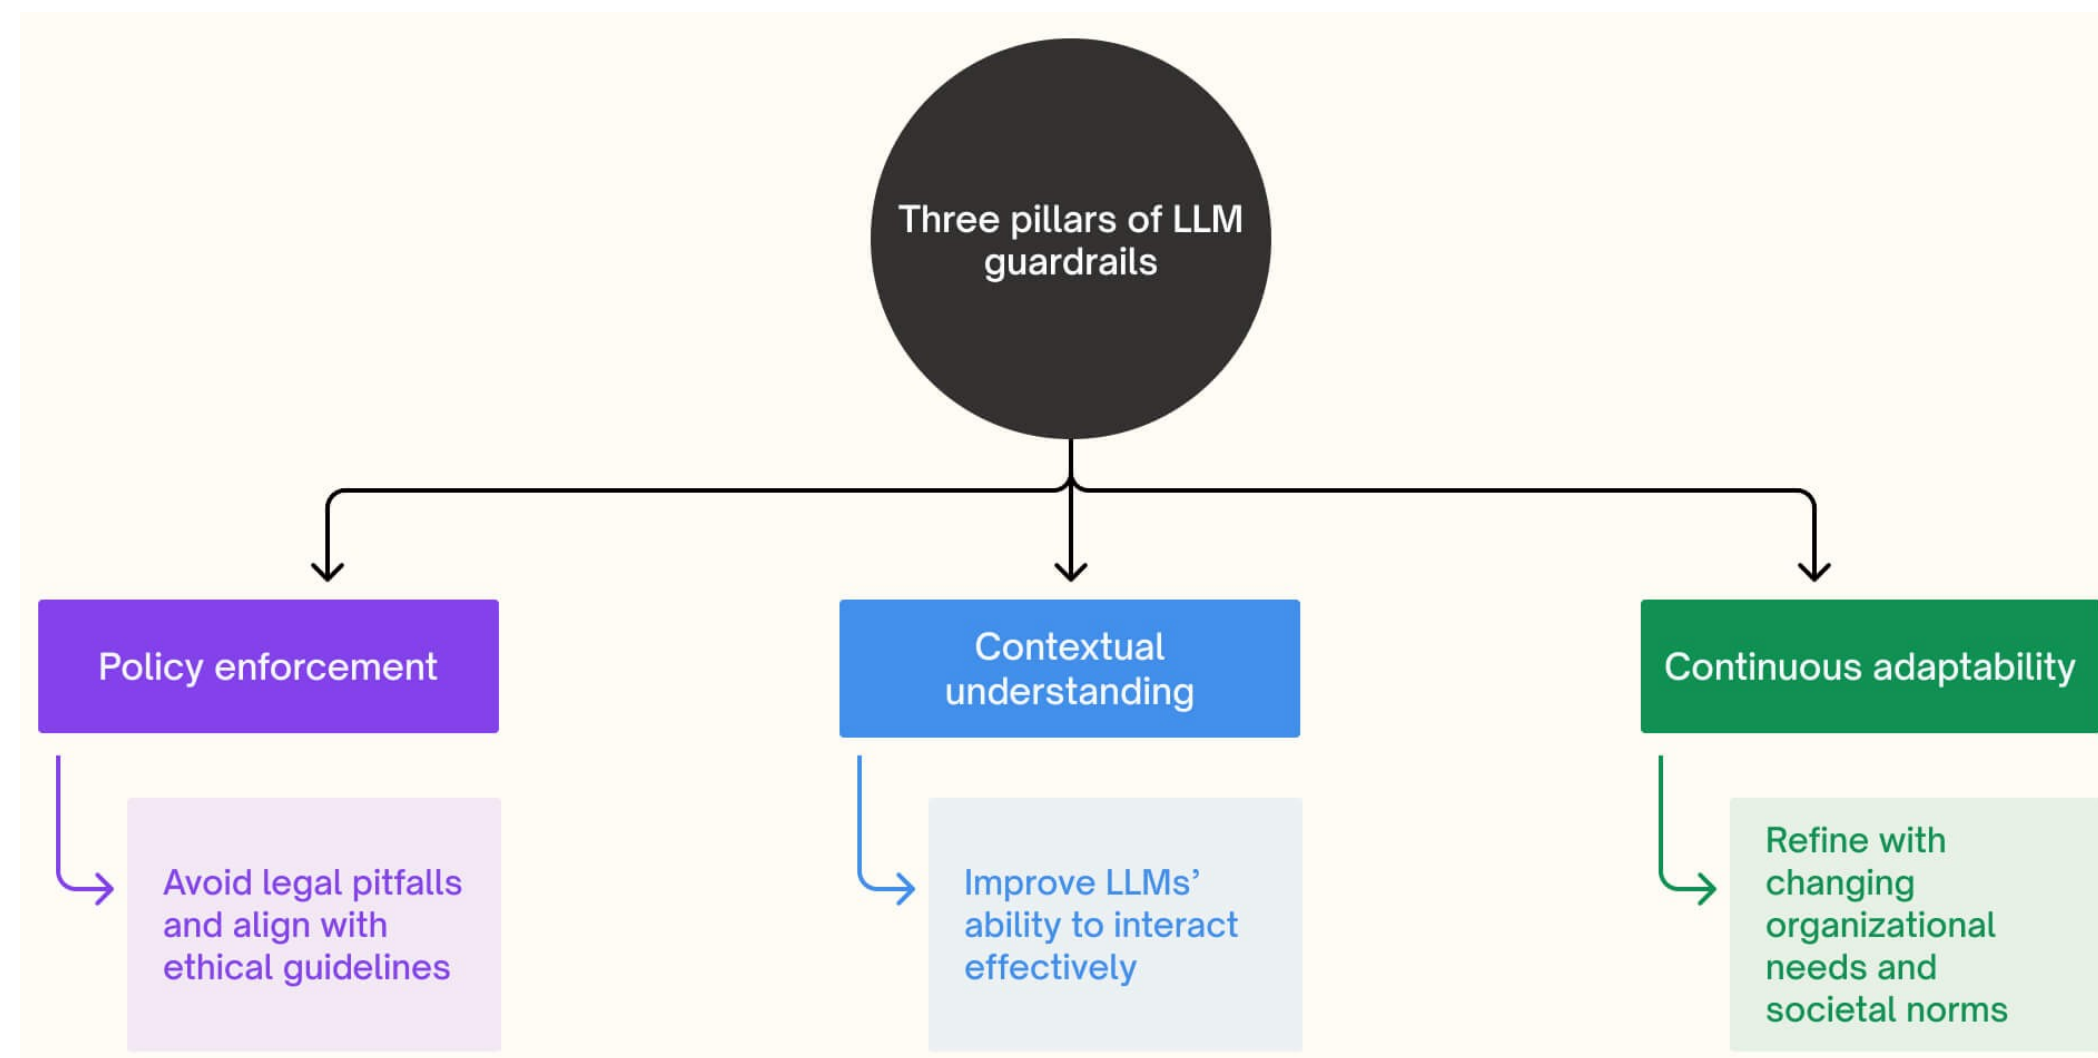 Three pillars of LLM
guardrails
Policy enforcement
Contextual
understanding
Continuous adaptability
Avoid legal pitfalls
and align with
ethical guidelines
Improve LLMs’
ability to interact
effectively
Refine with
changing
organizational
needs and
societal norms